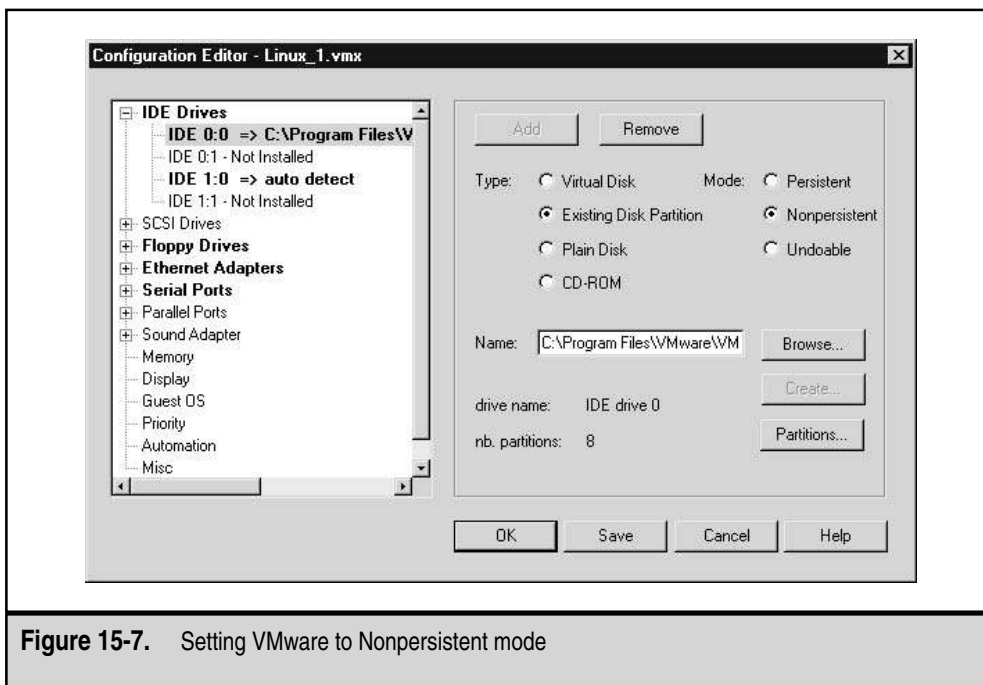 Configuration Editor - Linux_1.vmx
IDE Drives
IDE 0:0 => C:\Program Files\V
IDE 0:1 - Not Installed
IDE 1:0 => auto detect
IDE 1:1 - Not Installed
SCSI Drives
Floppy Drives
Ethernet Adapters
Serial Ports
Parallel Ports
Sound Adapter
Memory
Display
Guest OS
Priority
Automation
Misc
Add Remove
Type: Virtual Disk Mode: Persistent
Existing Disk Partition Nonpersistent
Plain Disk Undoable
CD-ROM
Name: C:\Program Files\VMware\VM Browse...
Create...
drive name: IDE drive 0
nb. partitions: 8 Partitions...
OK Save Cancel Help
Figure 15-7. Setting VMware to Nonpersistent mode